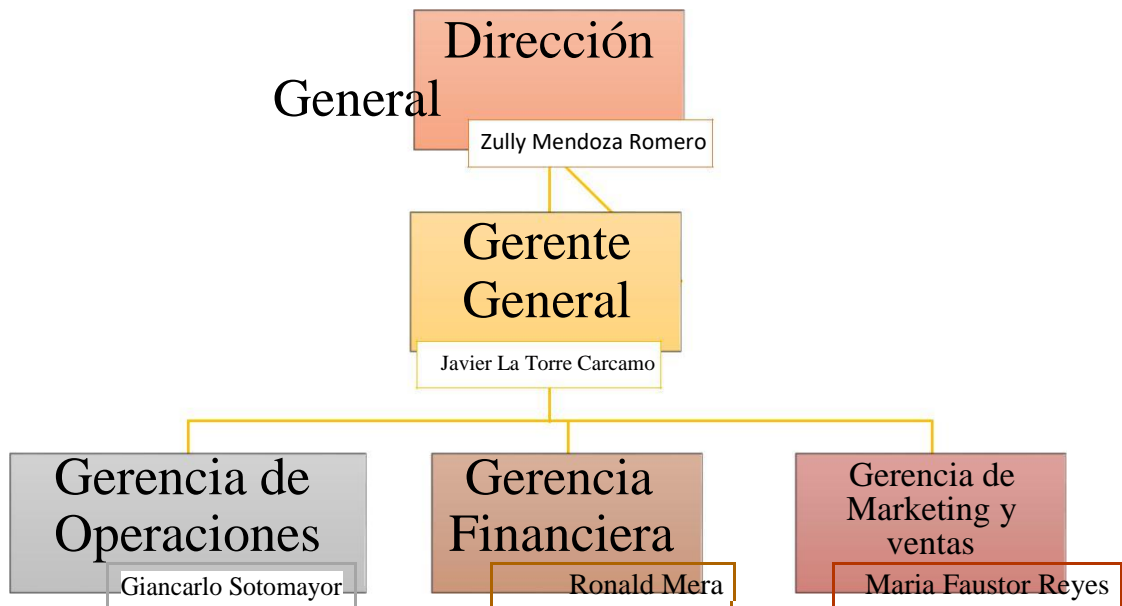 Dirección
General
Zully Mendoza Romero
Gerente
General
Javier La Torre Carcamo
Gerencia de
Operaciones
Giancarlo Sotomayor
Gerencia
Financiera
Ronald Mera
Gerencia de
Marketing y
ventas
Maria Faustor Reyes